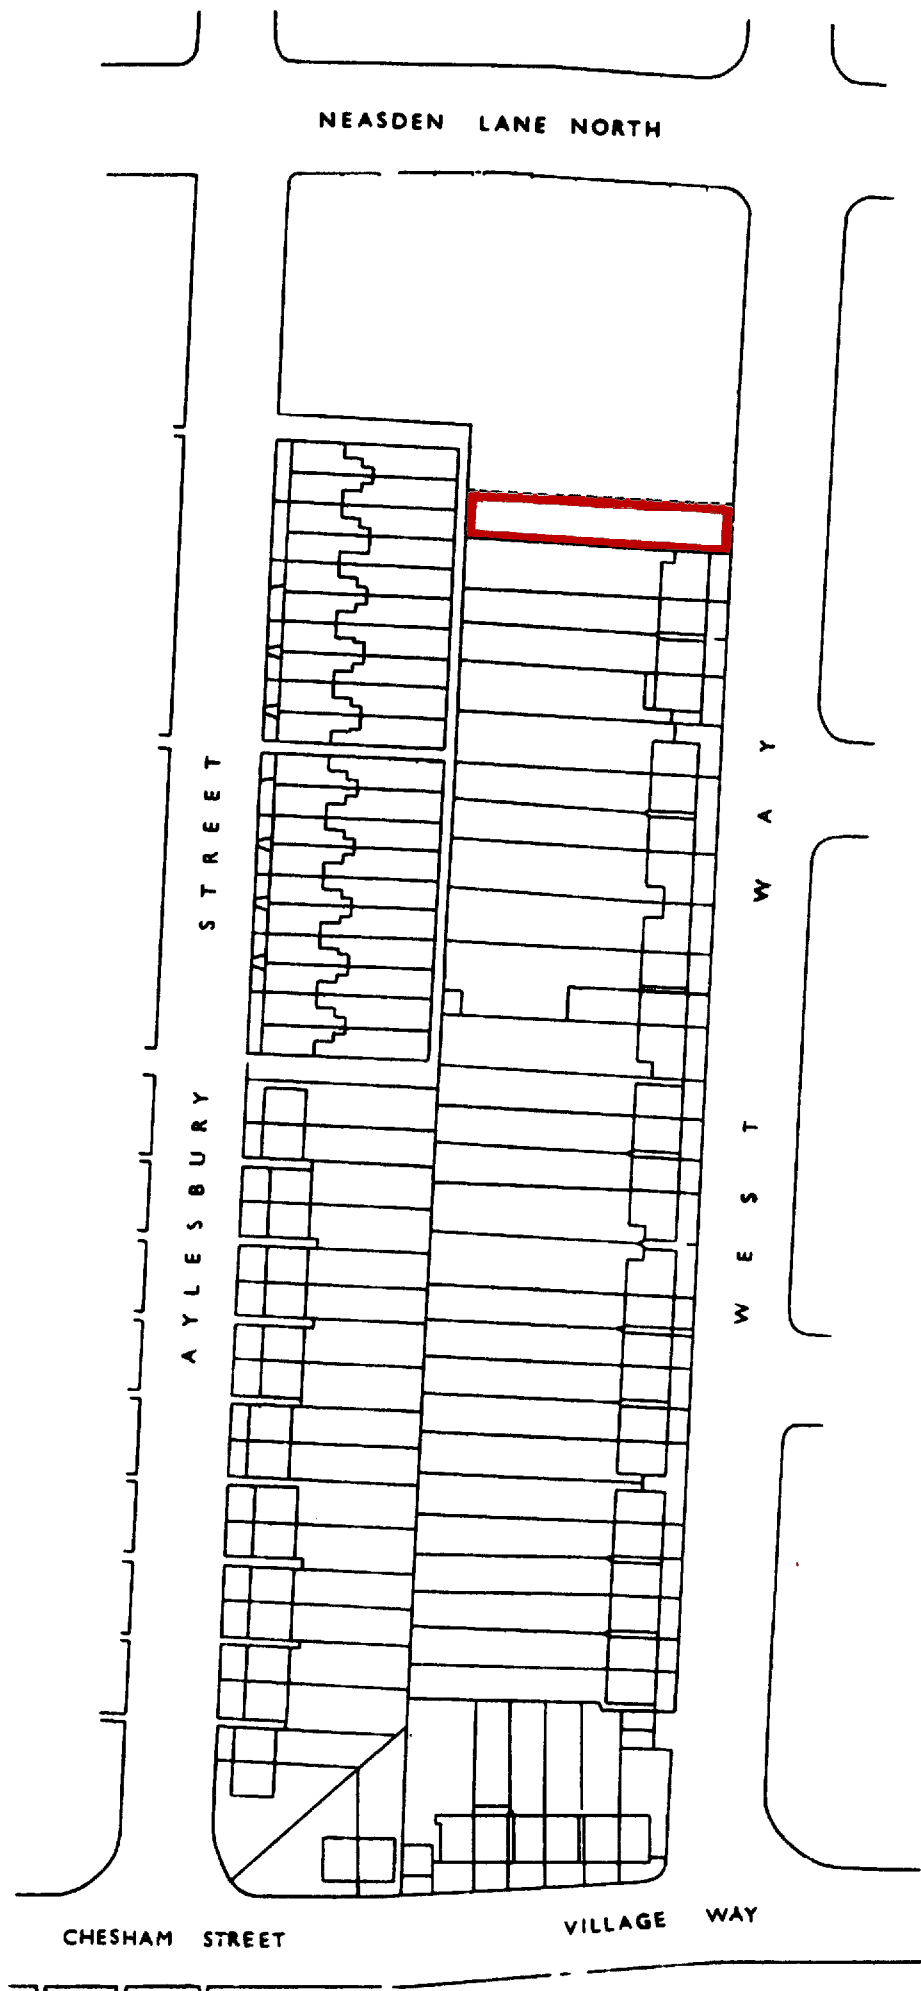 NEASDEN LANE NORTH
AYLESBURY STREET
WEST WAY
CHESHAM STREET
VILLAGE WAY